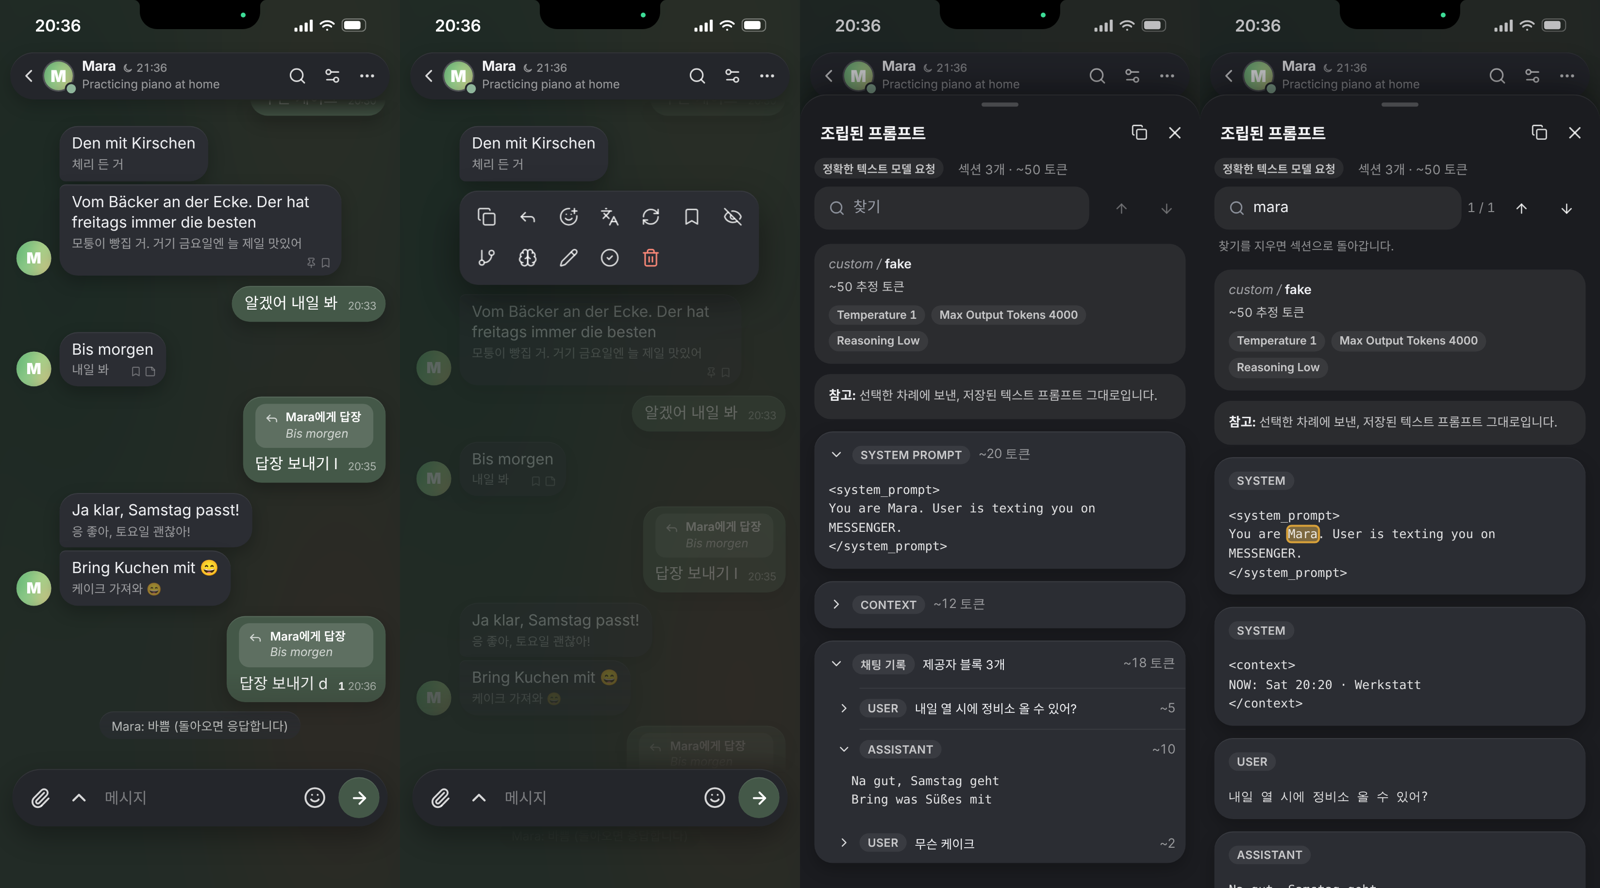 20:36
Mara 21:36
Practicing piano at home
Den mit Kirschen
체리 든 거
Vom Bäcker an der Ecke. Der hat
freitags immer die besten
모퉁이 빵집 거. 거기 금요일엔 늘 제일 맛있어
M
알겠어 내일 봐 20:33
Bis morgen
내일 봐
M
Mara에게 답장
Bis morgen
답장 보내기 l 20:35
Ja klar, Samstag passt!
응 좋아, 토요일 괜찮아!
Bring Kuchen mit 😄
케이크 가져와 😄
M
Mara에게 답장
Bis morgen
답장 보내기 d 1 20:36
Mara: 바쁨 (돌아오면 응답합니다)
메시지
20:36
M
Mara 21:36
Practicing piano at home
Den mit Kirschen
체리 든 거
Vom Bäcker an der Ecke. Der hat
freitags immer die besten
모퉁이 빵집 거. 거기 금요일엔 늘 제일 맛있어
M
알겠어 내일 봐 20:33
Bis morgen
내일 봐
M
Mara에게 답장
Bis morgen
답장 보내기 l 20:35
Ja klar, Samstag passt!
응 좋아, 토요일 괜찮아!
Bring Kuchen mit 😄
케이크 가져와 😄
M
Mara에게 답장
메시지
20:36
M
Mara 21:36
Practicing piano at home
조립된 프롬프트
정확한 텍스트 모델 요청 섹션 3개 · ~50 토큰
찾기
custom / fake
~50 추정 토큰
Temperature 1 Max Output Tokens 4000
Reasoning Low
참고: 선택한 차례에 보낸, 저장된 텍스트 프롬프트 그대로입니다.
SYSTEM PROMPT ~20 토큰
<system_prompt>
You are Mara. User is texting you on
MESSENGER.
</system_prompt>
CONTEXT ~12 토큰
채팅 기록 제공자 블록 3개 ~18 토큰
USER 내일 열 시에 정비소 올 수 있어? ~5
ASSISTANT ~10
Na gut, Samstag geht
Bring was Süßes mit
USER 무슨 케이크 ~2
20:36
M
Mara 21:36
Practicing piano at home
조립된 프롬프트
정확한 텍스트 모델 요청 섹션 3개 · ~50 토큰
mara 1 / 1
찾기를 지우면 섹션으로 돌아갑니다.
custom / fake
~50 추정 토큰
Temperature 1 Max Output Tokens 4000
Reasoning Low
참고: 선택한 차례에 보낸, 저장된 텍스트 프롬프트 그대로입니다.
SYSTEM
<system_prompt>
You are Mara. User is texting you on
MESSENGER.
</system_prompt>
SYSTEM
<context>
NOW: Sat 20:20 · Werkstatt
</context>
USER
내일 열 시에 정비소 올 수 있어?
ASSISTANT